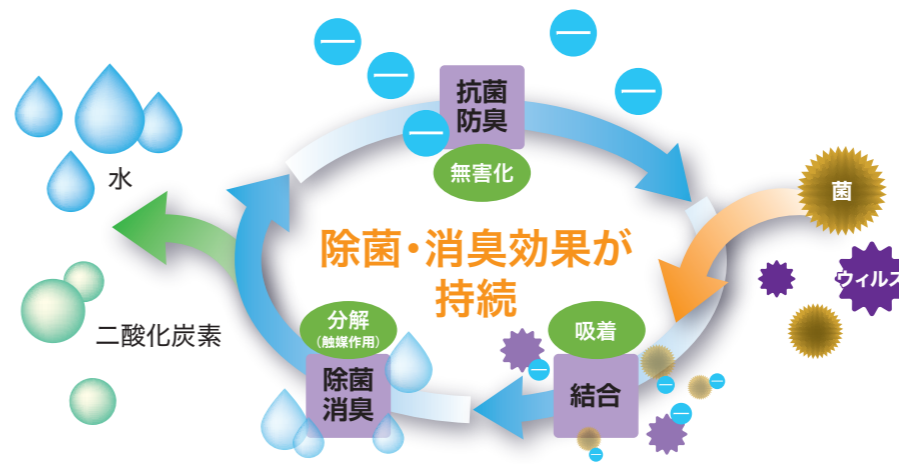 抗菌
防臭
無害化
水
菌
除菌・消臭効果が
持続
ウィルス
二酸化炭素
分解
（触媒作用）
吸着
除菌
消臭
結合